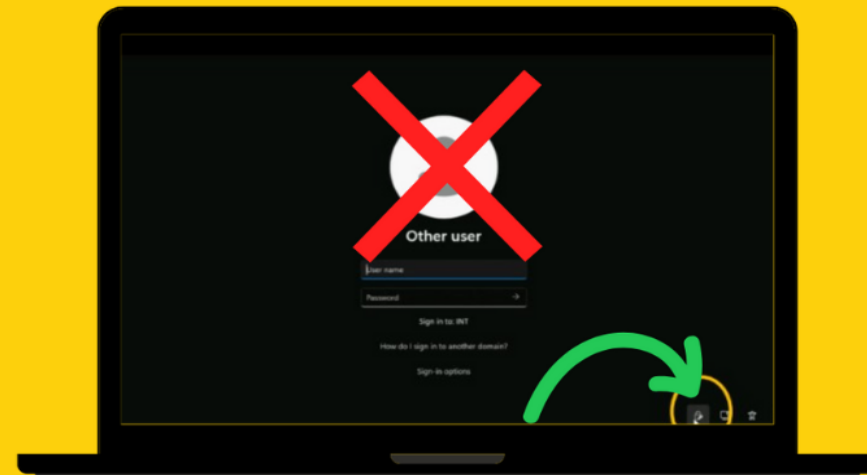 Other user
User name
Password
Sign in to: INT
How do I sign in to another domain?
Sign-in options